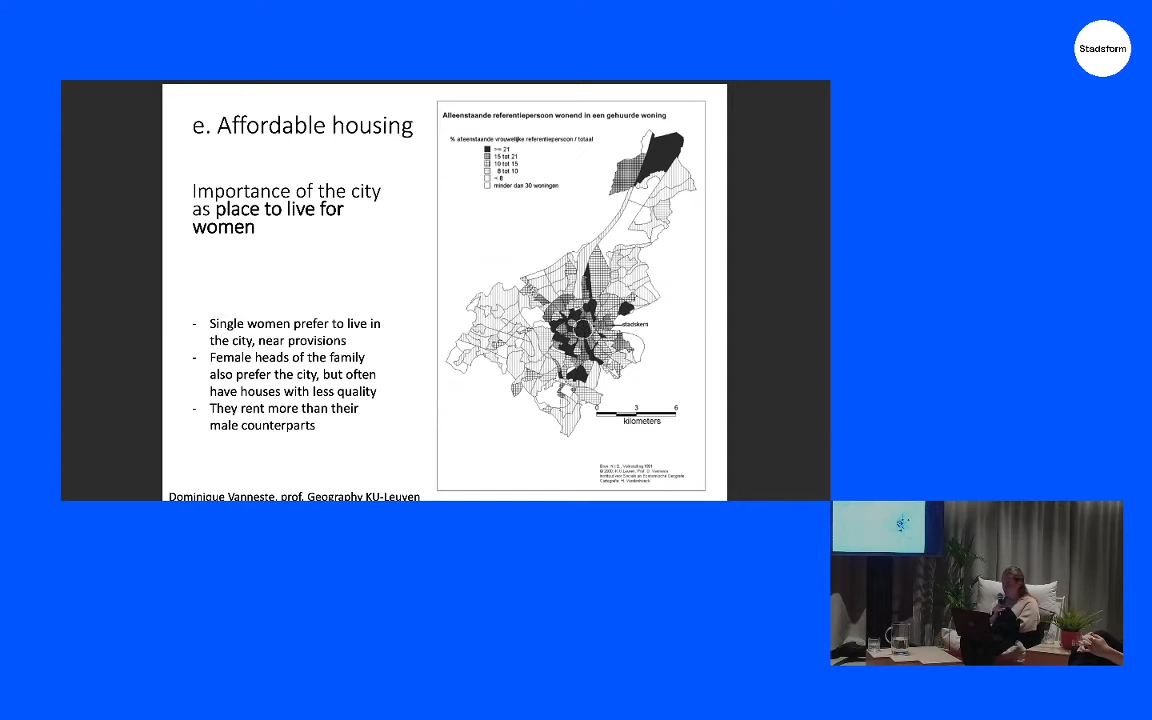 Stadsform
e. Affordable housing
Importance of the city
as place to live for
women
- Single women prefer to live in
the city, near provisions
- Female heads of the family
also prefer the city, but often
have houses with less quality
- They rent more than their
male counterparts
Dominique Vanneste, prof. Geography KU-Leuven
Alleenstaande referentiepersoon wonend in een gehuurde woning
% alleenstaande vrouwelijke referentiepersoon / totaal
>= 21
15 tot 21
10 tot 15
8 tot 10
< 8
minder dan 30 woningen
stadskern
0 3 6
kilometers